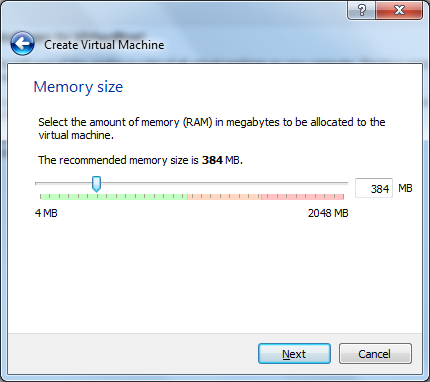 Create Virtual Machine
Memory size
Select the amount of memory (RAM) in megabytes to be allocated to the
virtual machine.
The recommended memory size is 384 MB.
384 MB
4 MB 2048 MB
Next Cancel